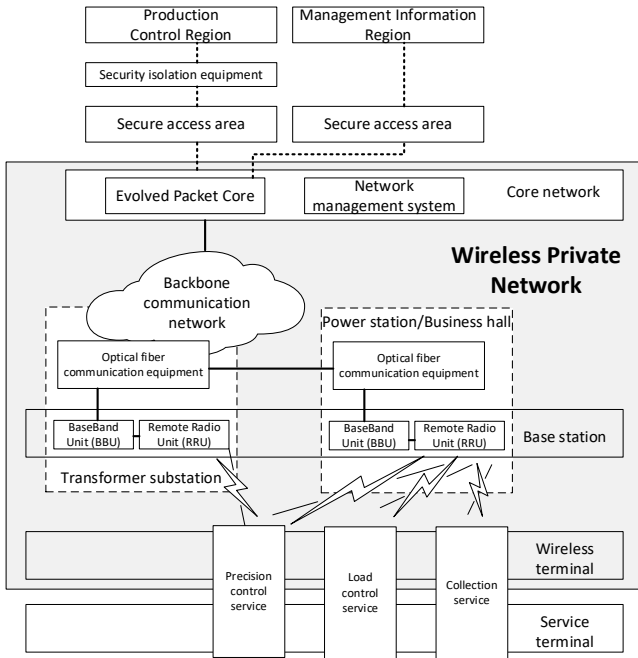 Production
Control Region
Management Information
Region
Security isolation equipment
Secure access area
Secure access area
Evolved Packet Core
Network
management system
Core network
Wireless Private
Network
Backbone
communication
network
Power station/Business hall
Optical fiber
communication equipment
Optical fiber
communication equipment
BaseBand
Unit (BBU)
Remote Radio
Unit (RRU)
BaseBand
Unit (BBU)
Remote Radio
Unit (RRU)
Base station
Transformer substation
Precision
control
service
Load
control
service
Collection
service
Wireless
terminal
Service
terminal